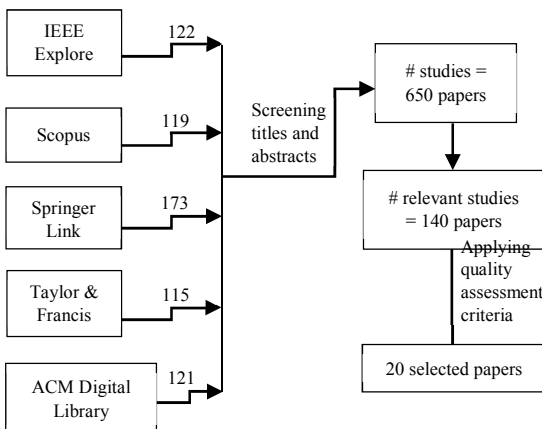 IEEE
Explore
122
Scopus
119
Springer
Link
173
Taylor &
Francis
115
ACM Digital
Library
121
Screening
titles and
abstracts
# studies =
650 papers
# relevant studies
= 140 papers
Applying
quality
assessment
criteria
20 selected papers